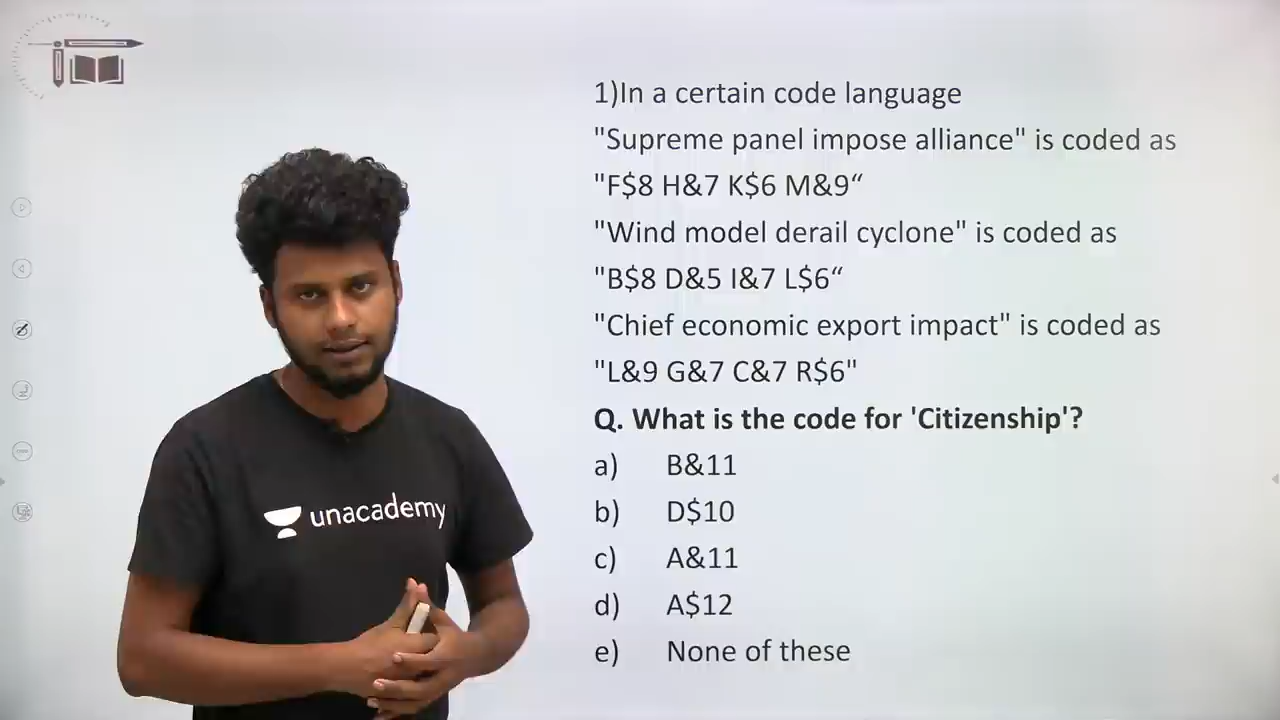 1)In a certain code language
"Supreme panel impose alliance" is coded as
"F$8 H&7 K$6 M&9“
"Wind model derail cyclone" is coded as
"B$8 D&5 I&7 L$6“
"Chief economic export impact" is coded as
"L&9 G&7 C&7 R$6"
Q. What is the code for 'Citizenship'?
a) B&11
b) D$10
c) A&11
d) A$12
e) None of these
unacademy